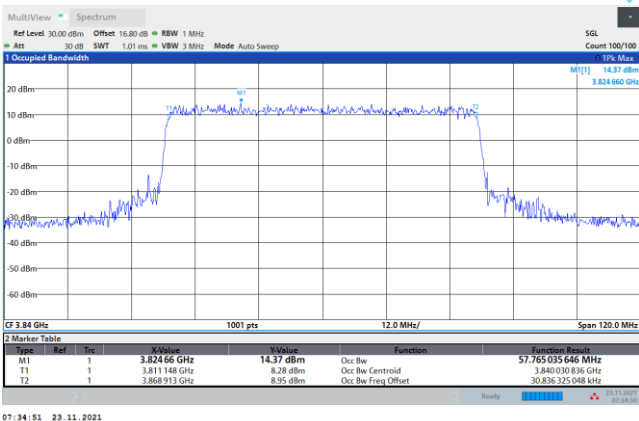 MultiView Spectrum
Ref Level 30.00 dBm Offset 16.80 dB RBW 1 MHz SGL
Att 30 dB SWT 1.01 ms VBW 3 MHz Mode Auto Sweep Count 100/100
1 Occupied Bandwidth 1Pk Max
M1[1] 14.37 dBm
3.824 660 GHz
20 dBm
M1
T1
T2
10 dBm
0 dBm
-10 dBm
-20 dBm
-30 dBm
-40 dBm
-50 dBm
-60 dBm
CF 3.84 GHz 1001 pts 12.0 MHz/ Span 120.0 MHz
2 Marker Table
Type Ref Trc X-Value Y-Value Function Function Result
M1 1 3.824 66 GHz 14.37 dBm Occ Bw 57.765 035 646 MHz
T1 1 3.811 148 GHz 8.28 dBm Occ Bw Centroid 3.840 030 836 GHz
T2 1 3.868 913 GHz 8.95 dBm Occ Bw Freq Offset 30.836 325 048 kHz
Ready 23.11.2021
07:34:50
07:34:51 23.11.2021